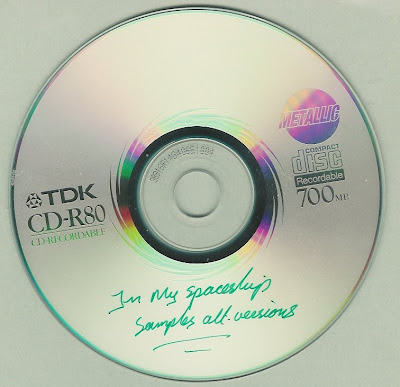 METALLIC
TDK
CD-R80
CD-RECORDABLE
COMPACT
disc
Recordable
700MB
In My spaceship
samples all versions